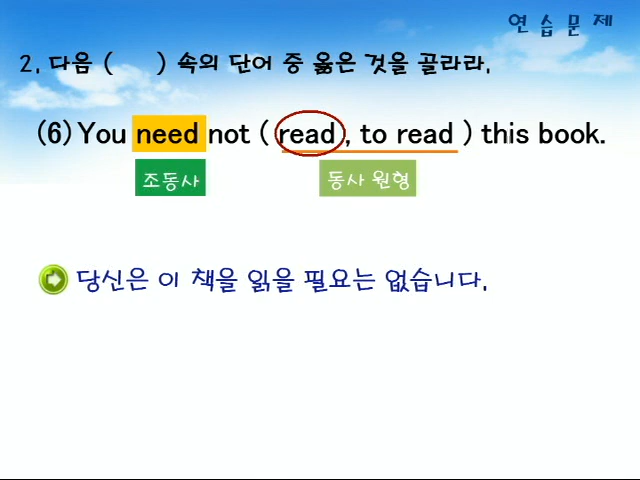 연 습 문 제
2. 다음 (     ) 속의 단어 중 옳은 것을 골라라.
(6) You need not ( read , to read ) this book.
조동사 동사 원형
당신은 이 책을 읽을 필요는 없습니다.